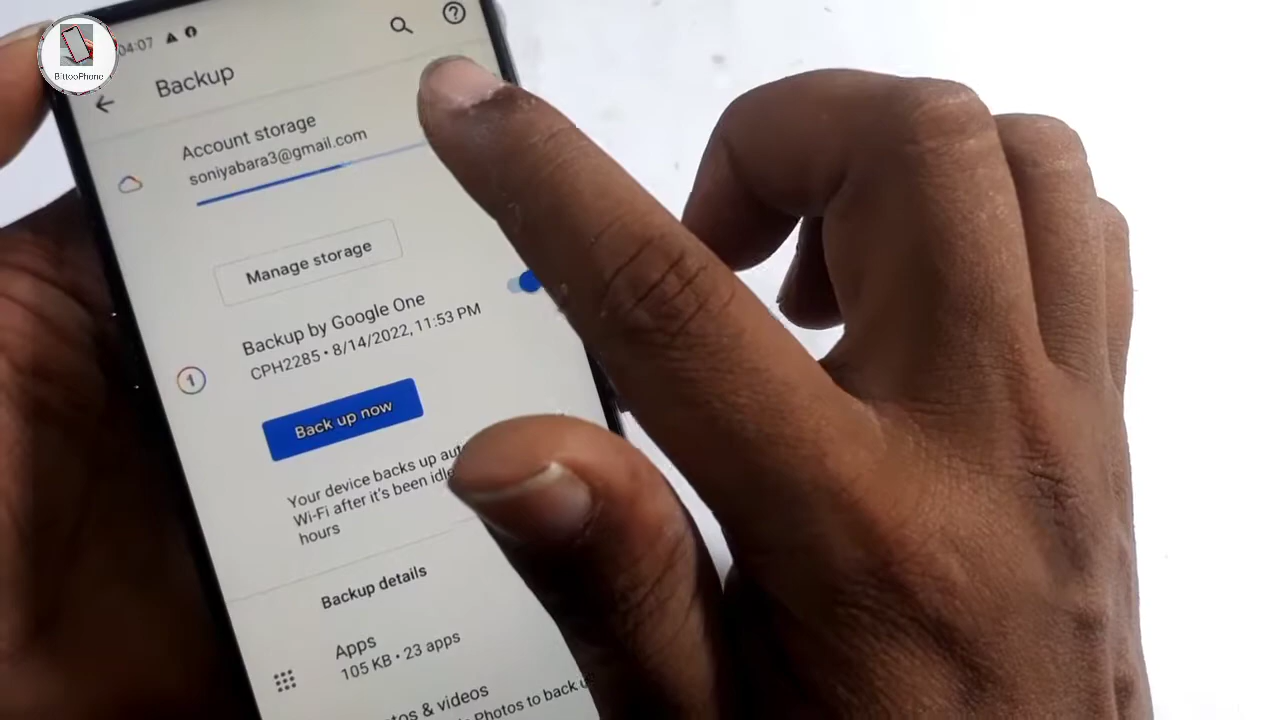 BittooPhone
04:07
Backup
Account storage
soniyabara3@gmail.com
Manage storage
Backup by Google One
CPH2285 • 8/14/2022, 11:53 PM
Back up now
Your device backs up
Wi-Fi after it's been idle
hours
Backup details
Apps
105 KB • 23 apps
& videos
Photos to back